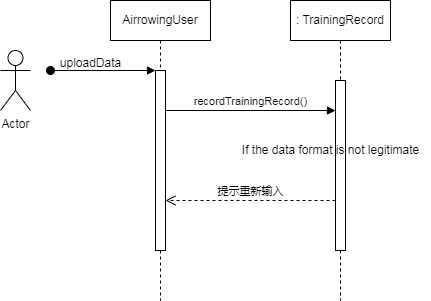 AirrowingUser
: TrainingRecord
uploadData
Actor
recordTrainingRecord()
If the data format is not legitimate
提示重新输入